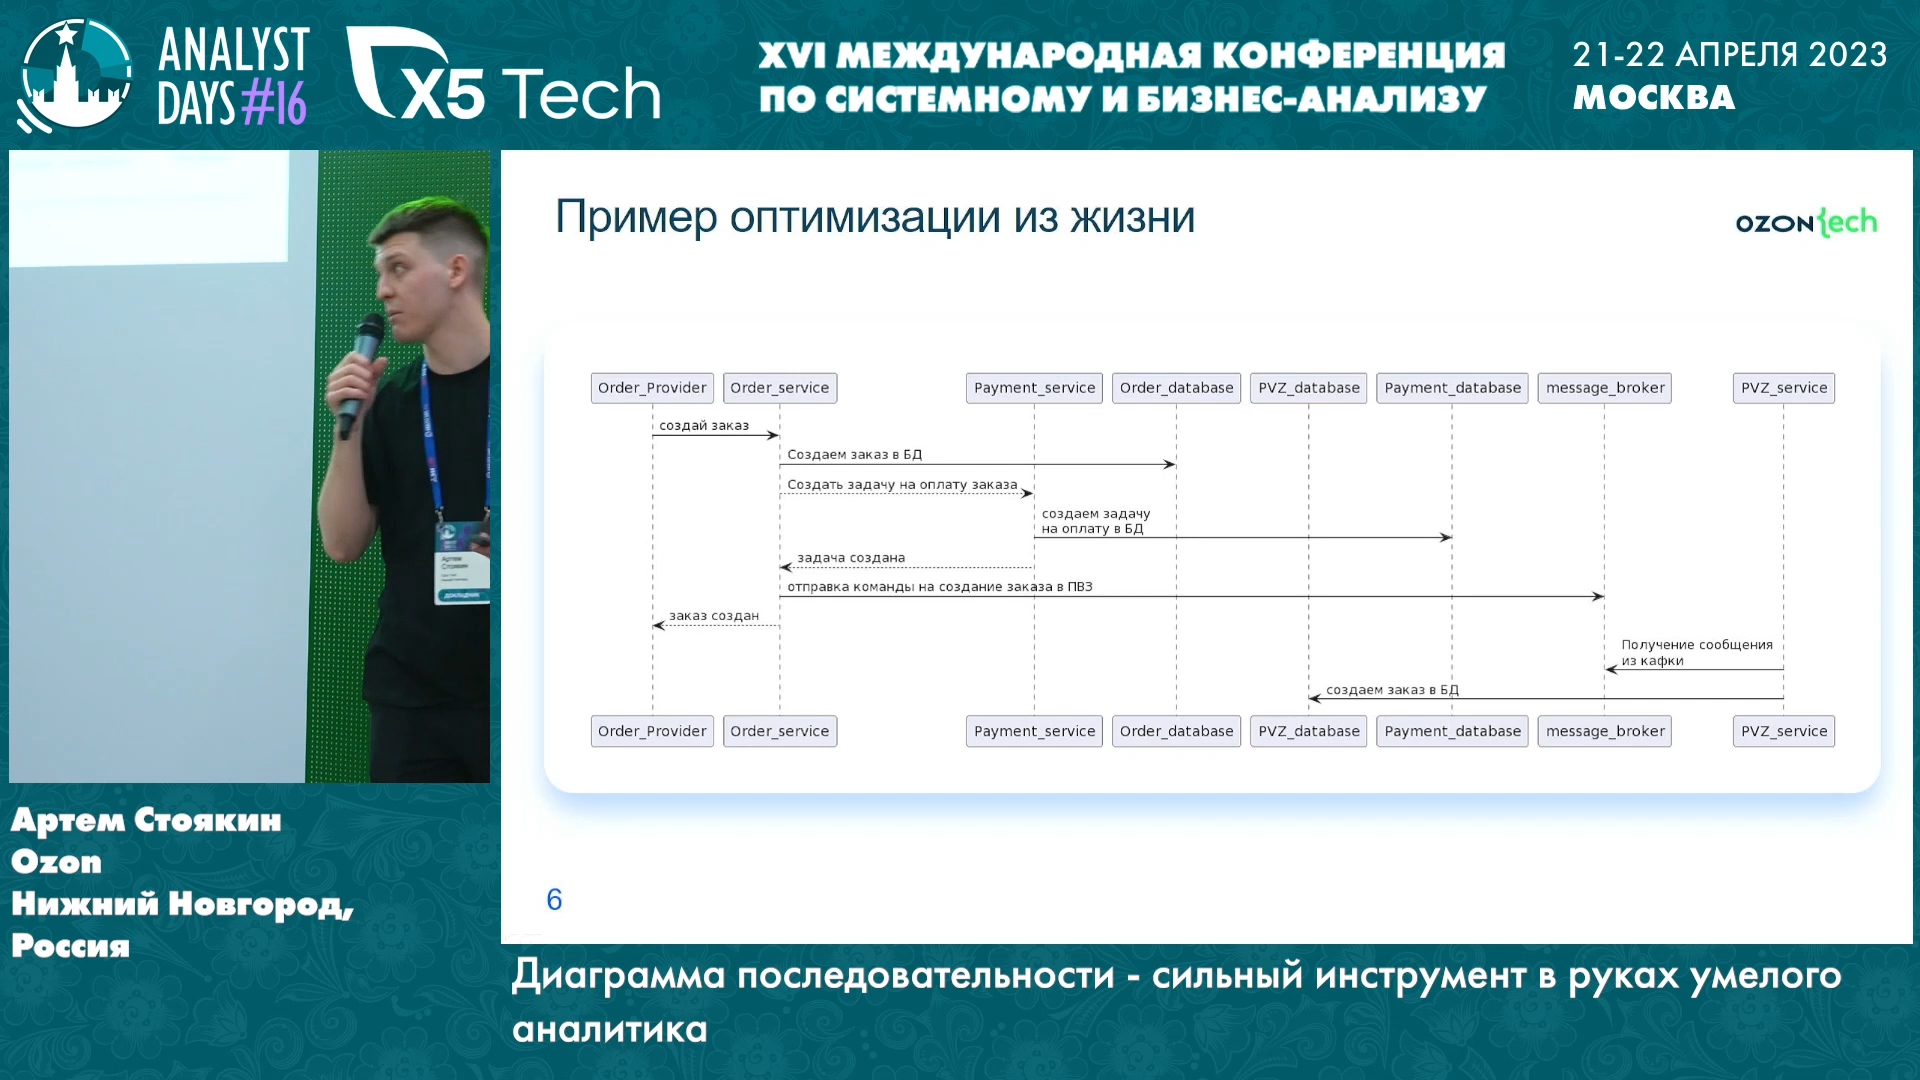 ANALYST
DAYS #16
X5 Tech
XVI МЕЖДУНАРОДНАЯ КОНФЕРЕНЦИЯ
ПО СИСТЕМНОМУ И БИЗНЕС-АНАЛИЗУ
21-22 АПРЕЛЯ 2023
МОСКВА
Артем
Стоякин
ДОКЛАДЧИК
Пример оптимизации из жизни
OZON{ech
Order_Provider Order_service Payment_service Order_database PVZ_database Payment_database message_broker PVZ_service
создай заказ
Создаем заказ в БД
Создать задачу на оплату заказа
создаем задачу
на оплату в БД
задача создана
отправка команды на создание заказа в ПВЗ
заказ создан
Получение сообщения
из кафки
создаем заказ в БД
Order_Provider Order_service Payment_service Order_database PVZ_database Payment_database message_broker PVZ_service
6
Артем Стоякин
Ozon
Нижний Новгород,
Россия
Диаграмма последовательности - сильный инструмент в руках умелого
аналитика